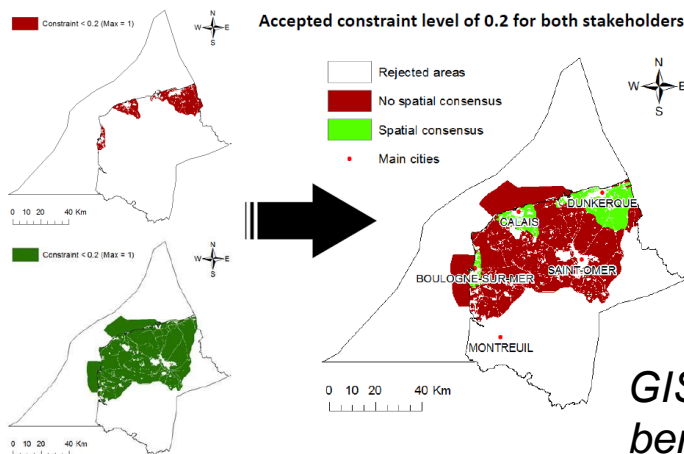 Constraint < 0.2 (Max = 1)
N
W E
S
0 10 20 40 Km
Constraint < 0.2 (Max = 1)
N
W E
S
0 10 20 40 Km
Accepted constraint level of 0.2 for both stakeholders
Rejected areas
No spatial consensus
Spatial consensus
Main cities
N
W E
S
DUNKERQUE
CALAIS
SAINT-OMER
BOULOGNE-SUR-MER
MONTREUIL
0 10 20 40 Km
GIS
ber